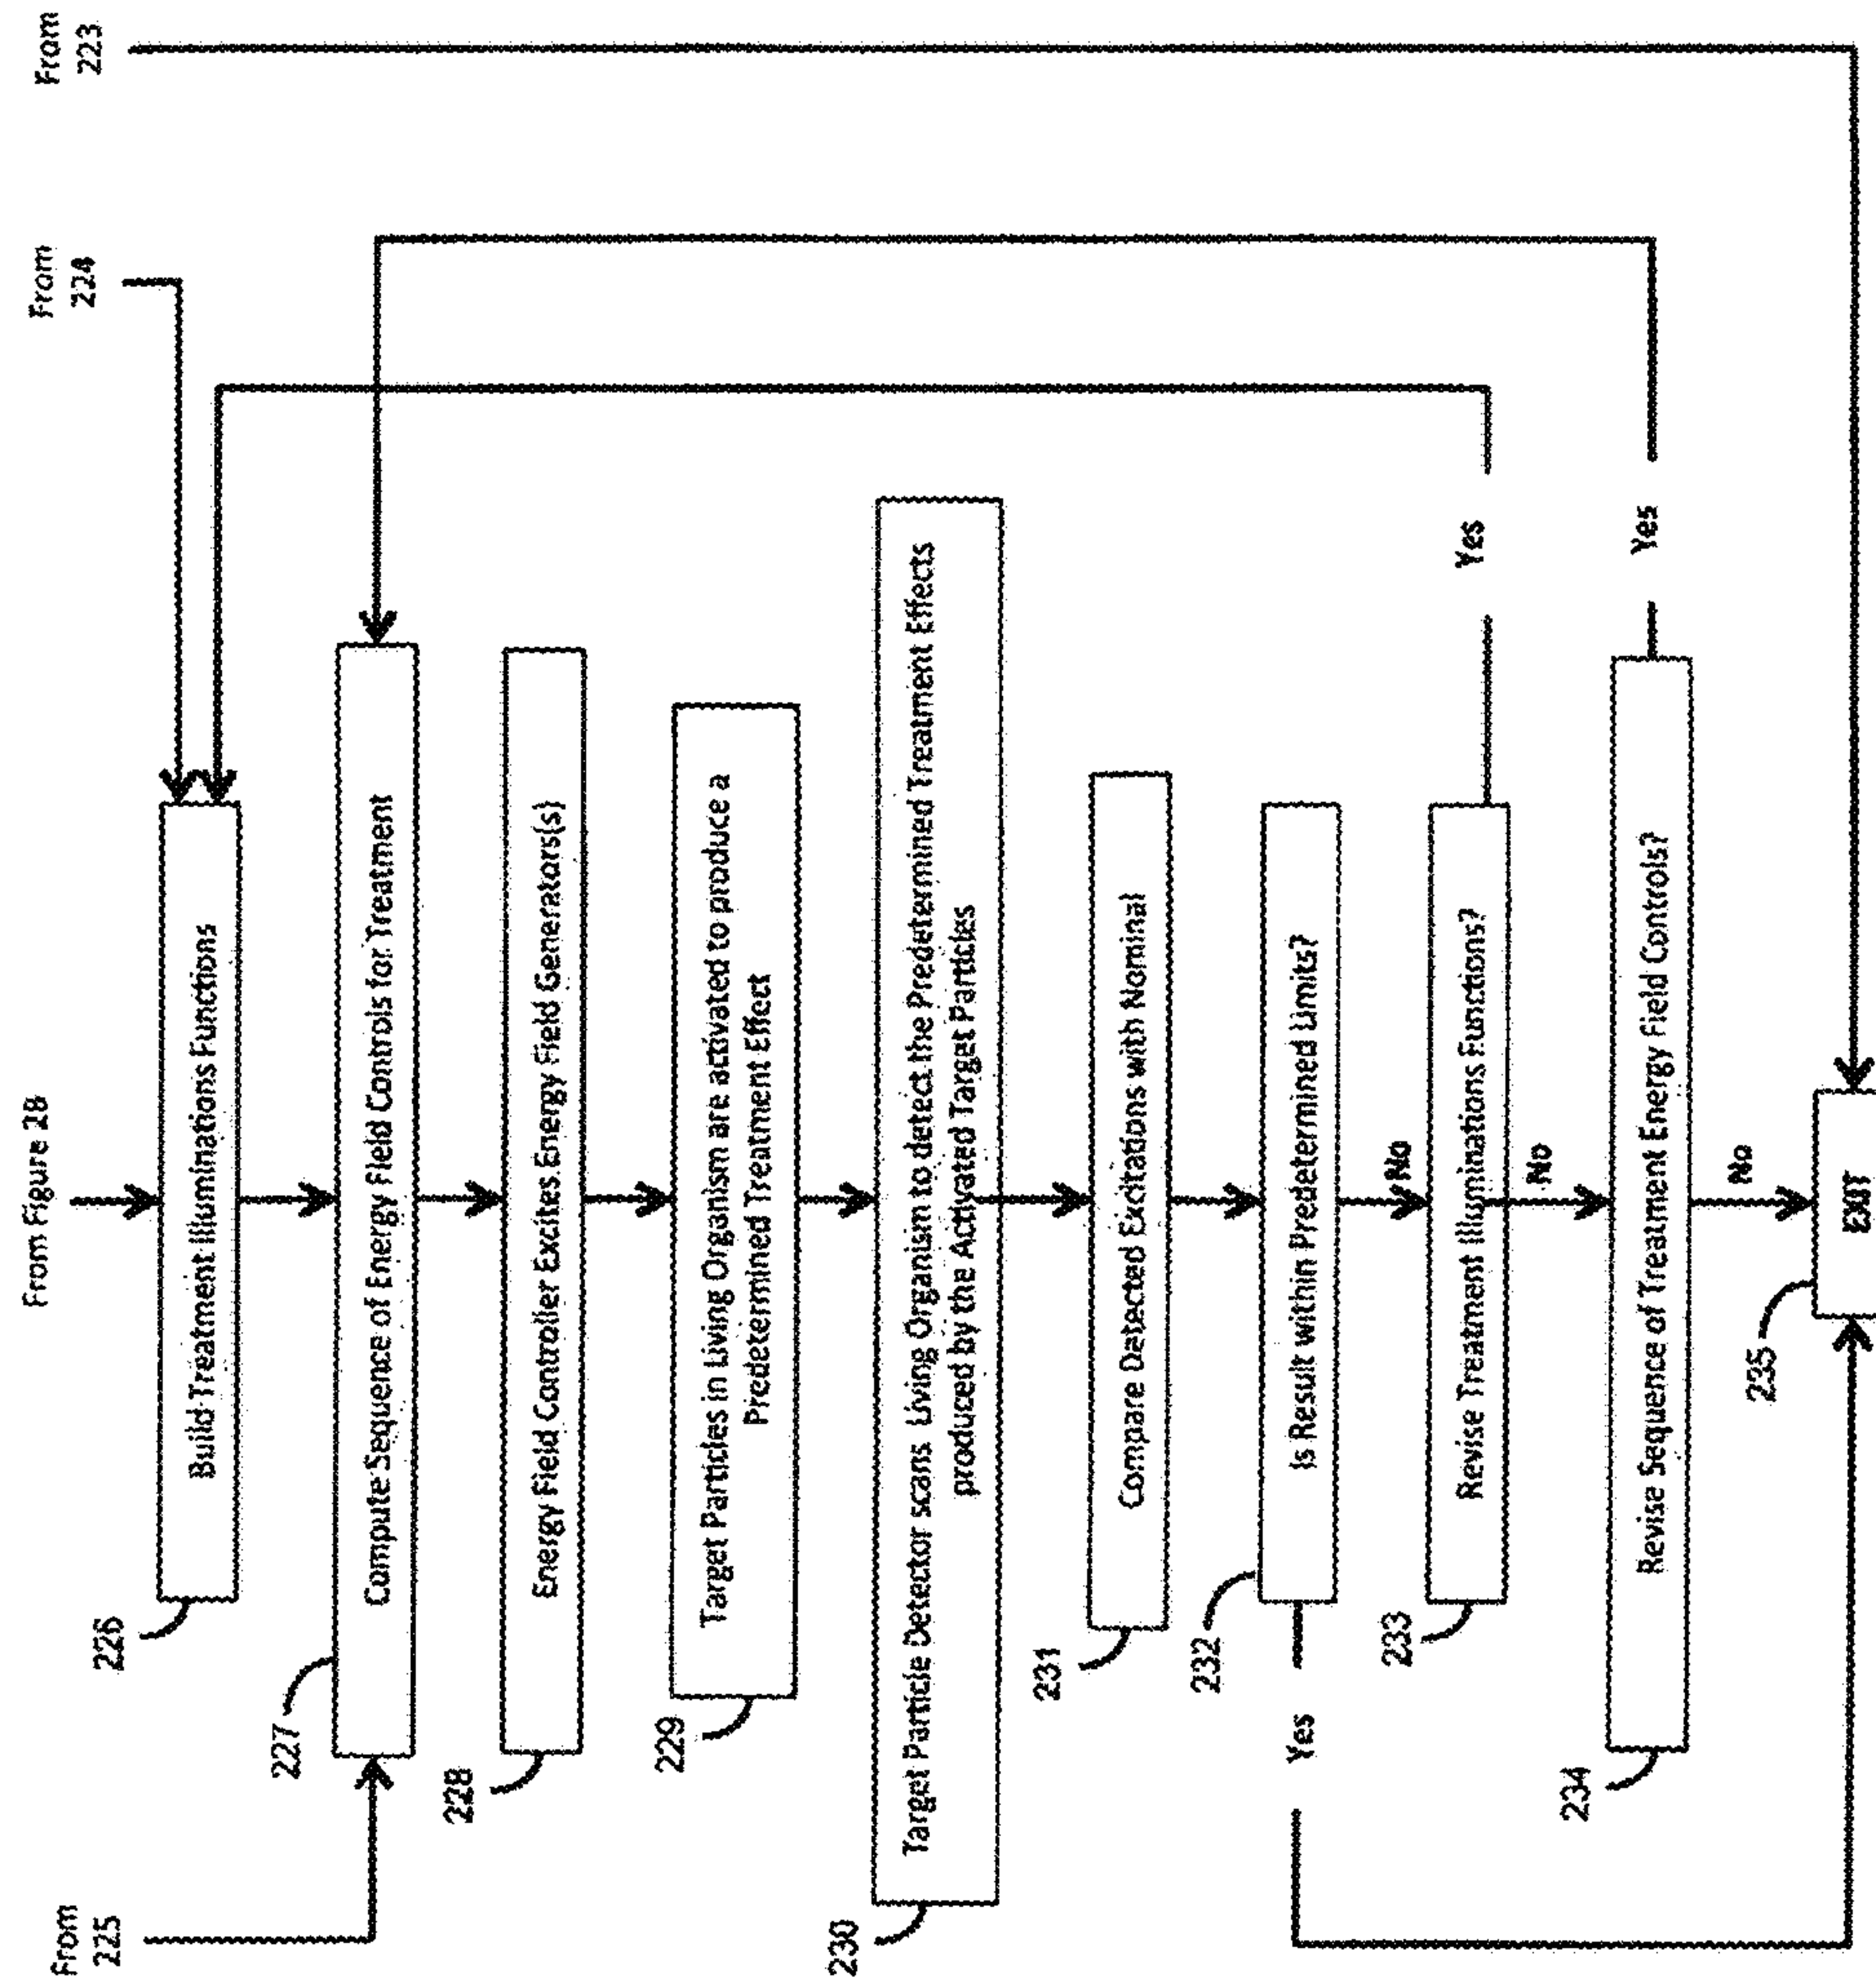 From Figure 28
From
225
From
224
From
223
226
Build Treatment Illuminations Functions
227
Compute Sequence of Energy Field Controls for Treatment
228
Energy Field Controller Excites Energy Field Generators(s)
229
Target Particles in Living Organism are activated to produce a
Predetermined Treatment Effect
230
Target Particle Detector scans Living Organism to detect the Predetermined Treatment Effects
produced by the Activated Target Particles
231
Compare Detected Excitations with Nominal
232
Is Result within Predetermined Limits?
Yes
No
233
Revise Treatment Illuminations Functions?
Yes
No
234
Revise Sequence of Treatment Energy Field Controls?
Yes
No
235
EXIT